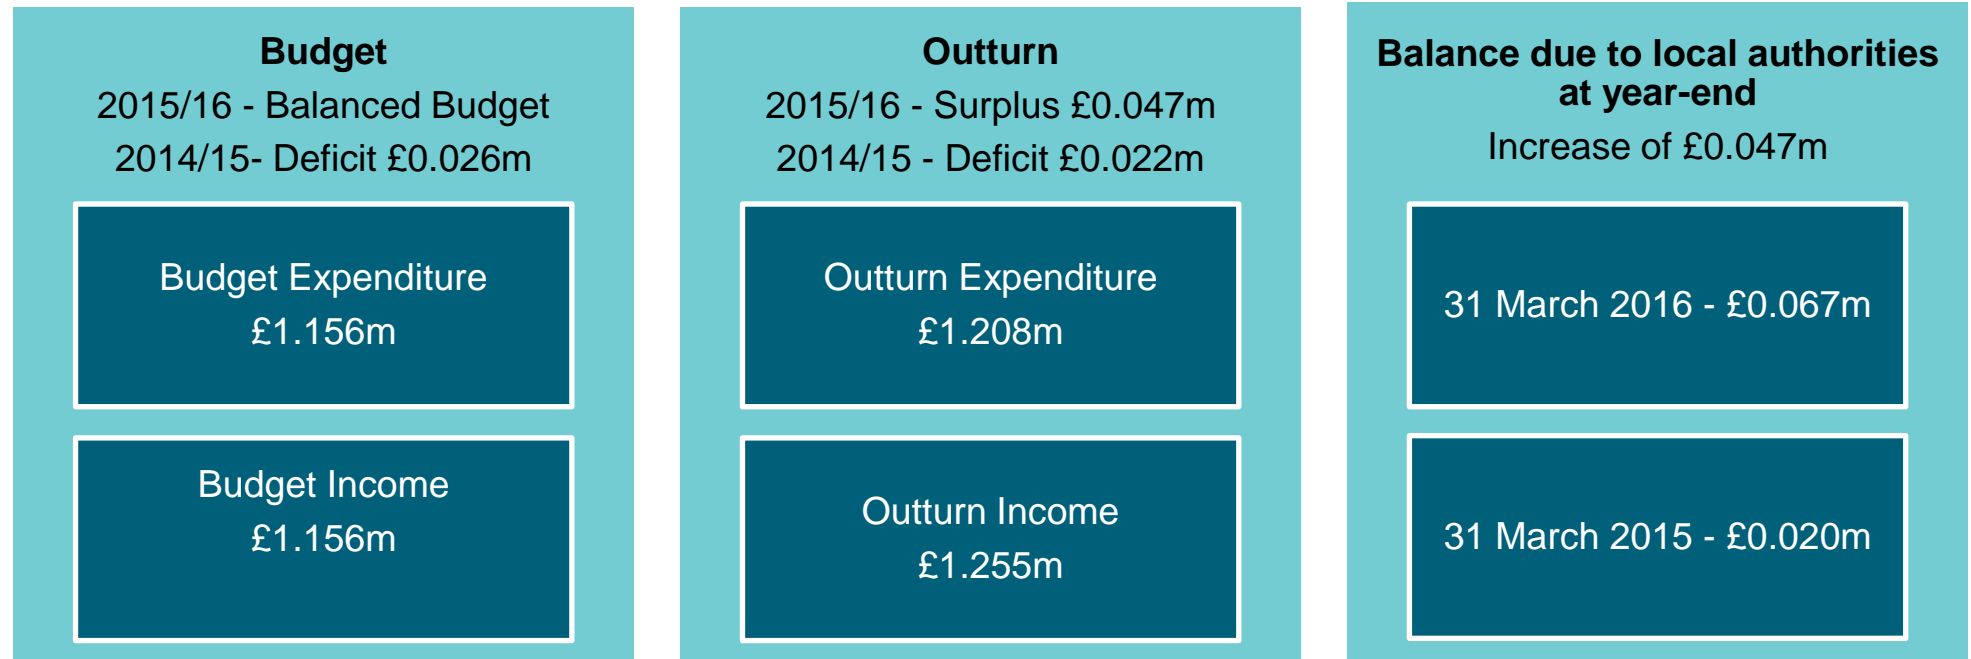 Budget
2015/16 - Balanced Budget
2014/15- Deficit £0.026m
Budget Expenditure
£1.156m
Budget Income
£1.156m
Outturn
2015/16 - Surplus £0.047m
2014/15 - Deficit £0.022m
Outturn Expenditure
£1.208m
Outturn Income
£1.255m
Balance due to local authorities
at year-end
Increase of £0.047m
31 March 2016 - £0.067m
31 March 2015 - £0.020m